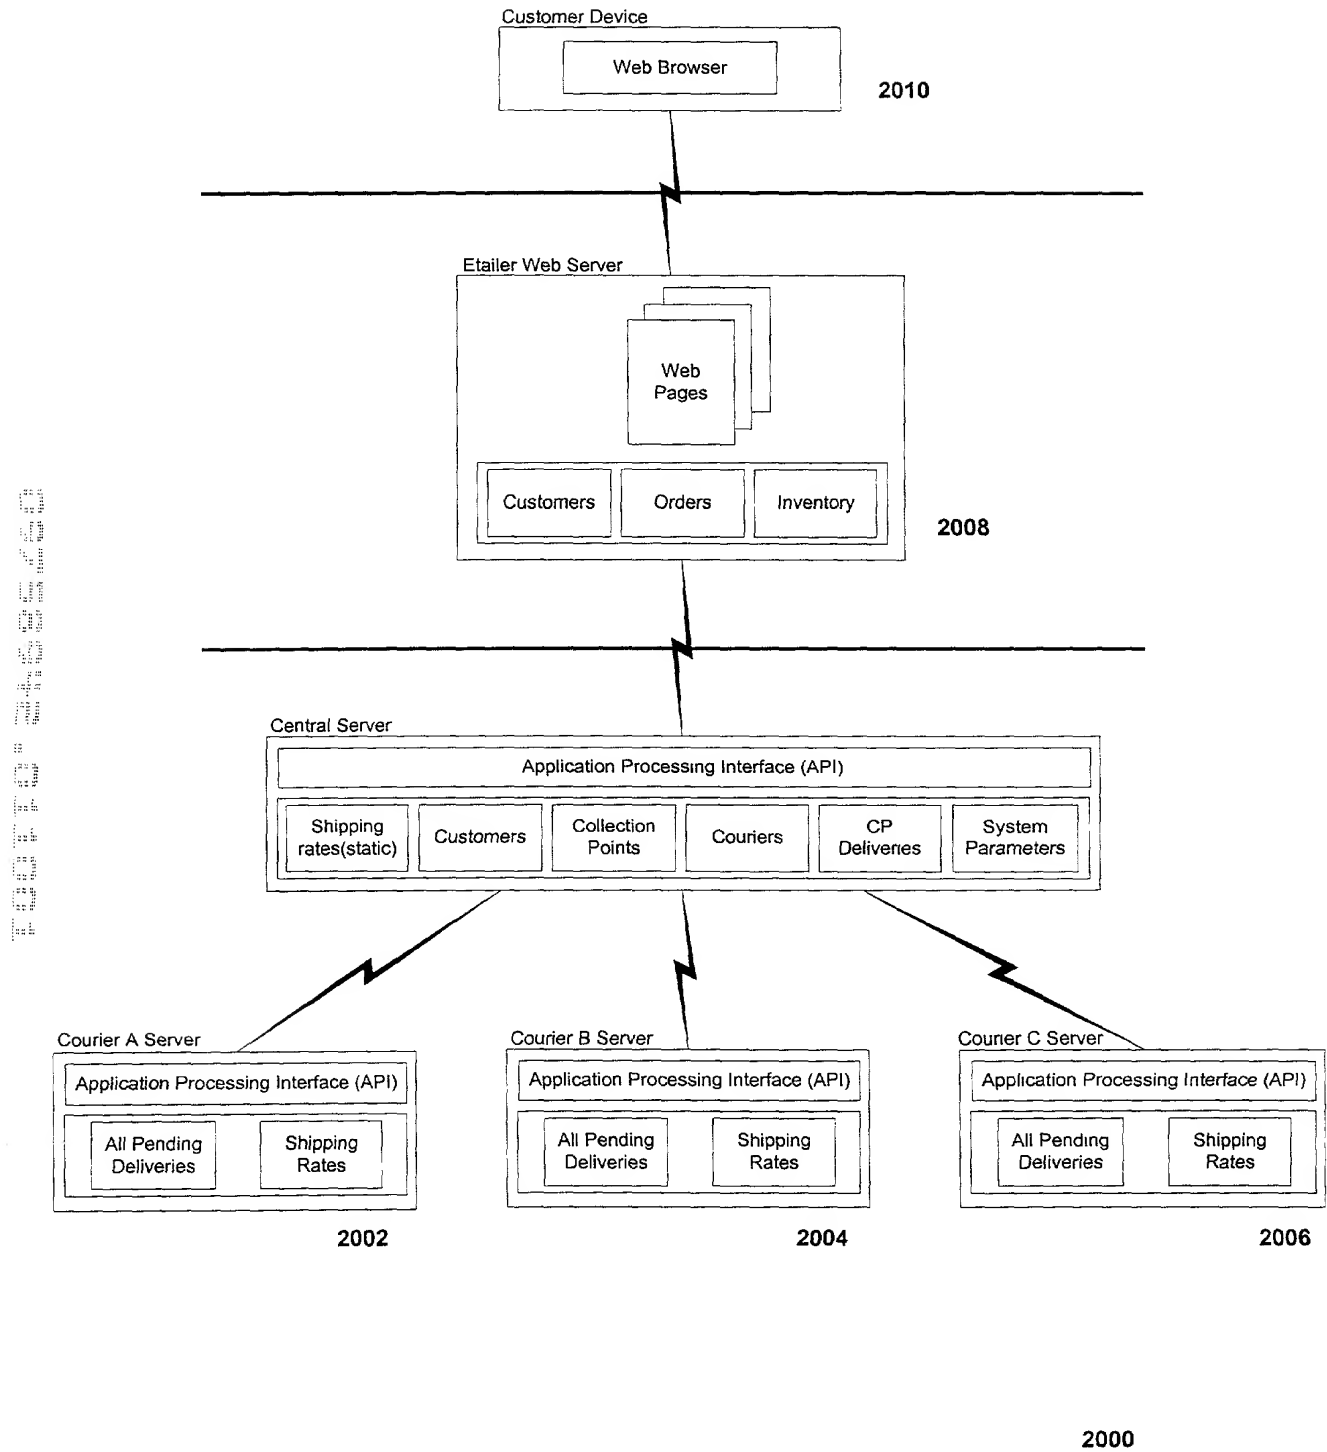 Customer Device
Web Browser
2010
Etailer Web Server
Web
Pages
Customers
Orders
Inventory
2008
Central Server
Application Processing Interface (API)
Shipping
rates(static)
Customers
Collection
Points
Couriers
CP
Deliveries
System
Parameters
Courier A Server
Application Processing Interface (API)
All Pending
Deliveries
Shipping
Rates
2002
Courier B Server
Application Processing Interface (API)
All Pending
Deliveries
Shipping
Rates
2004
Courier C Server
Application Processing Interface (API)
All Pending
Deliveries
Shipping
Rates
2006
2000